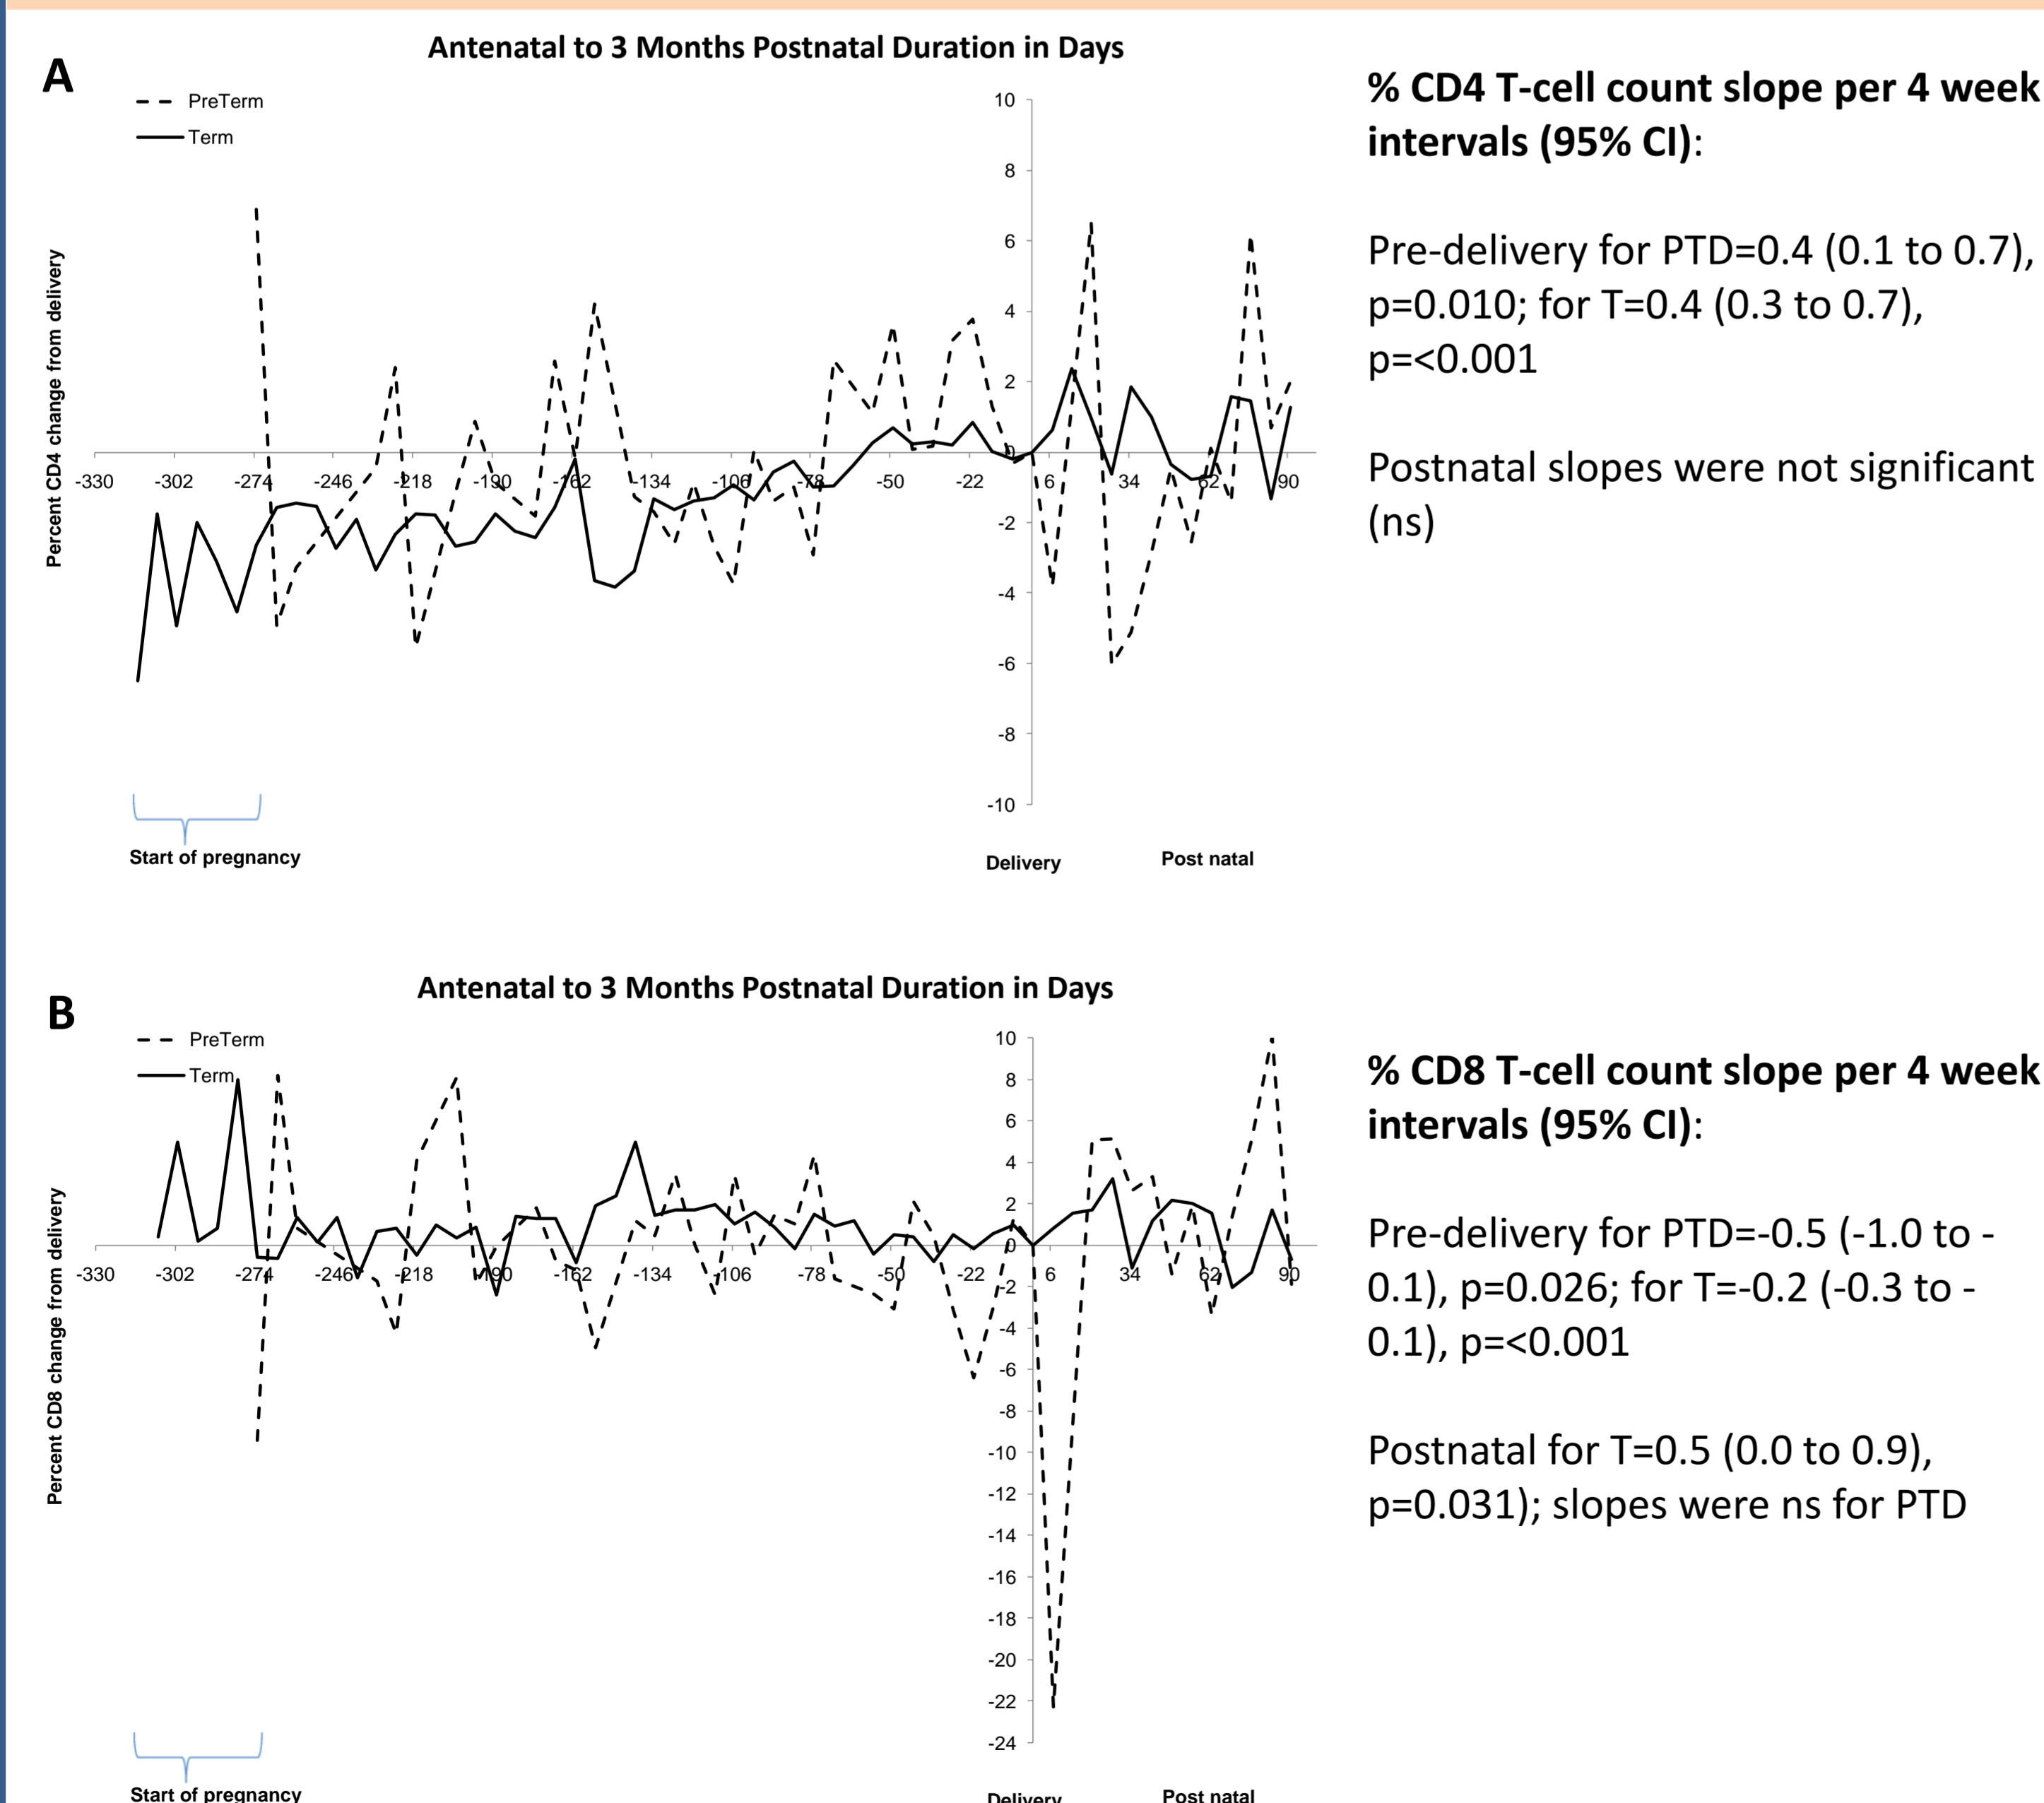 Antenatal to 3 Months Postnatal Duration in Days
A
PreTerm
Term
Percent CD4 change from delivery
10
8
6
4
2
0
-2
-4
-6
-8
-10
-330 -302 -274 -246 -218 -190 -162 -134 -106 -78 -50 -22 6 34 62 90
Start of pregnancy
Delivery
Post natal
% CD4 T-cell count slope per 4 week
intervals (95% CI):
Pre-delivery for PTD=0.4 (0.1 to 0.7),
p=0.010; for T=0.4 (0.3 to 0.7),
p=<0.001
Postnatal slopes were not significant
(ns)
Antenatal to 3 Months Postnatal Duration in Days
B
PreTerm
Term
Percent CD8 change from delivery
10
8
6
4
2
0
-2
-4
-6
-8
-10
-12
-14
-16
-18
-20
-22
-24
-330 -302 -274 -246 -218 -190 -162 -134 -106 -78 -50 -22 6 34 62 90
Start of pregnancy
Delivery
Post natal
% CD8 T-cell count slope per 4 week
intervals (95% CI):
Pre-delivery for PTD=-0.5 (-1.0 to -
0.1), p=0.026; for T=-0.2 (-0.3 to -
0.1), p=<0.001
Postnatal for T=0.5 (0.0 to 0.9),
p=0.031); slopes were ns for PTD